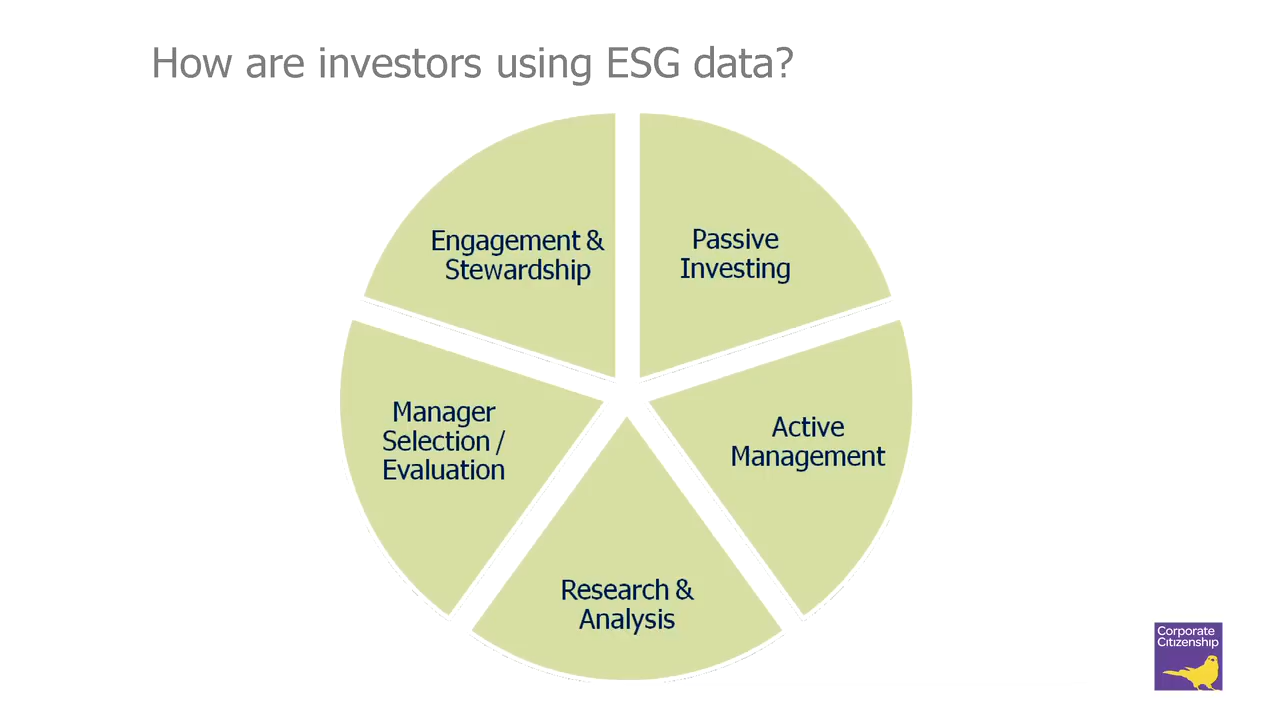 How are investors using ESG data?
Engagement &
Stewardship
Passive
Investing
Manager
Selection /
Evaluation
Active
Management
Research &
Analysis
Corporate
Citizenship